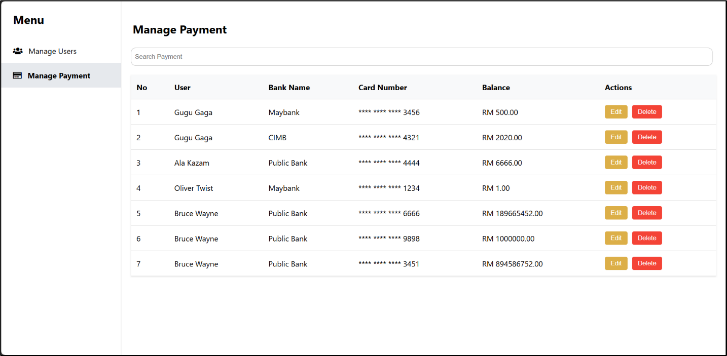 Menu
Manage Users
Manage Payment
Manage Payment
Search Payment
No User Bank Name Card Number Balance Actions
1 Gugu Gaga Maybank **** **** **** 3456 RM 500.00 Edit Delete
2 Gugu Gaga CIMB **** **** **** 4321 RM 2020.00 Edit Delete
3 Ala Kazam Public Bank **** **** **** 4444 RM 6666.00 Edit Delete
4 Oliver Twist Maybank **** **** **** 1234 RM 1.00 Edit Delete
5 Bruce Wayne Public Bank **** **** **** 6666 RM 189665452.00 Edit Delete
6 Bruce Wayne Public Bank **** **** **** 9898 RM 1000000.00 Edit Delete
7 Bruce Wayne Public Bank **** **** **** 3451 RM 894586752.00 Edit Delete